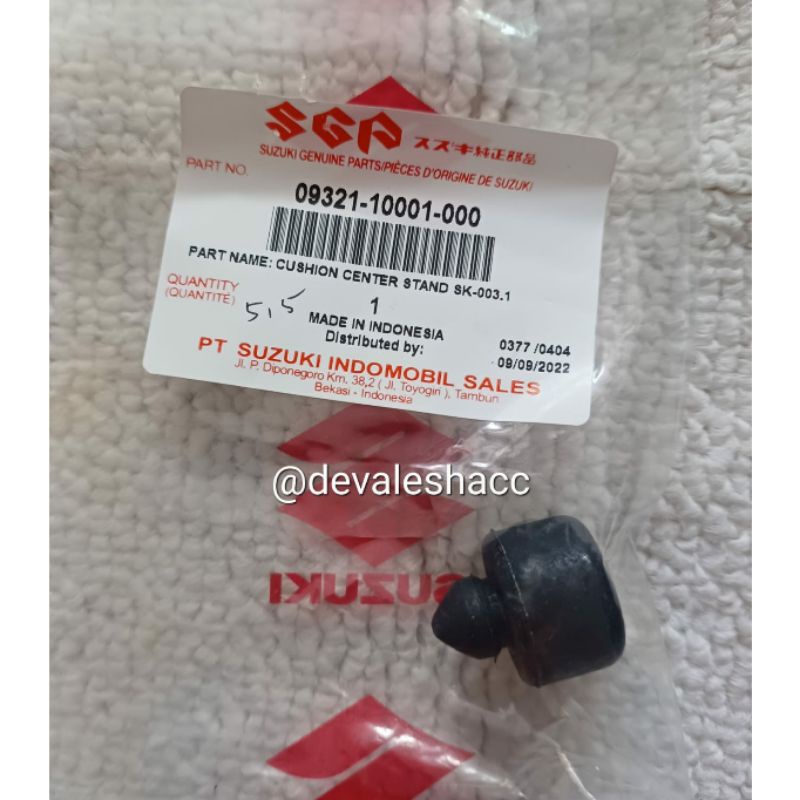 SGP スズキ純正部品
SUZUKI GENUINE PARTS/PIÈCES D'ORIGINE DE SUZUKI
PART NO.
09321-10001-000
PART NAME: CUSHION CENTER STAND SK-003.1
QUANTITY
(QUANTITÉ)
5,5
1
MADE IN INDONESIA
Distributed by:
0377 /0404
09/09/2022
PT SUZUKI INDOMOBIL SALES
Jl. P. Diponegoro Km. 38,2 ( Jl. Toyogiri ), Tambun
Bekasi - Indonesia
@devaleshacc
SUZUKI